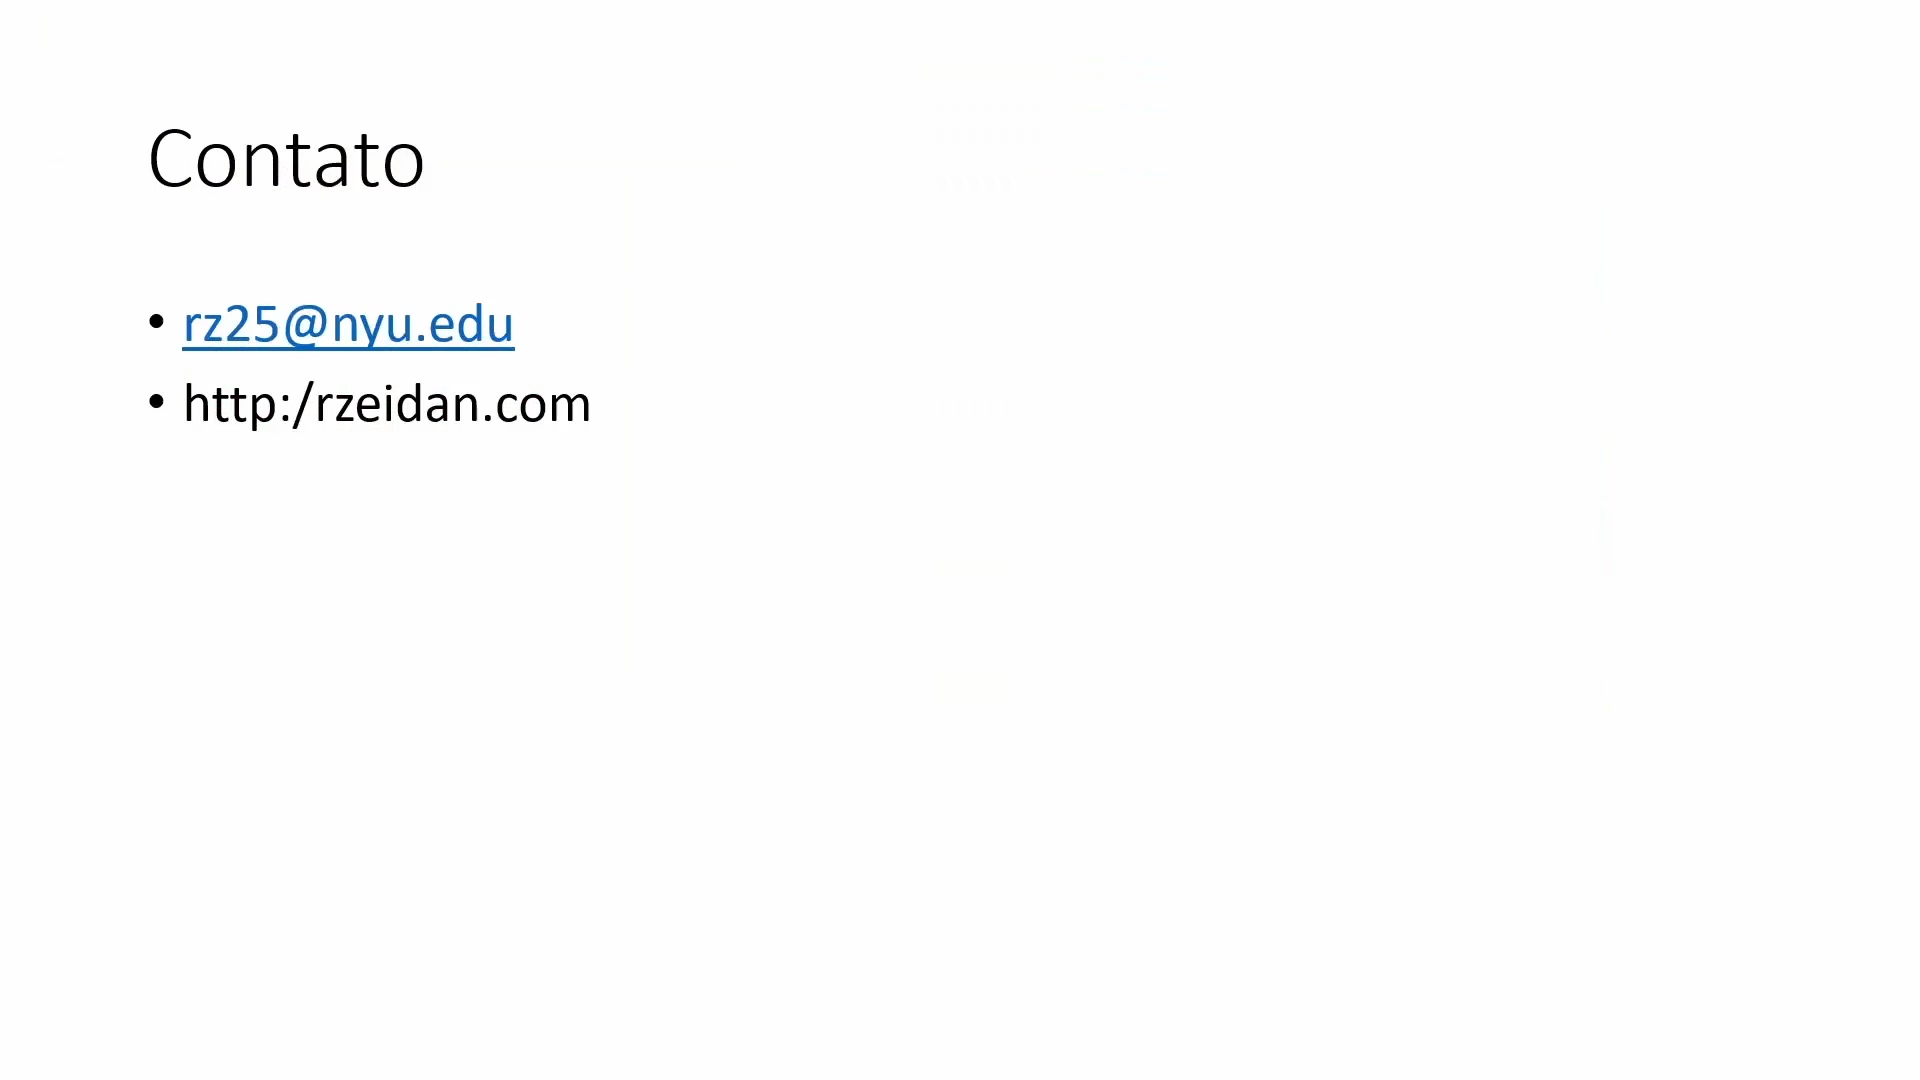 Contato
• rz25@nyu.edu
• http:/rzeidan.com